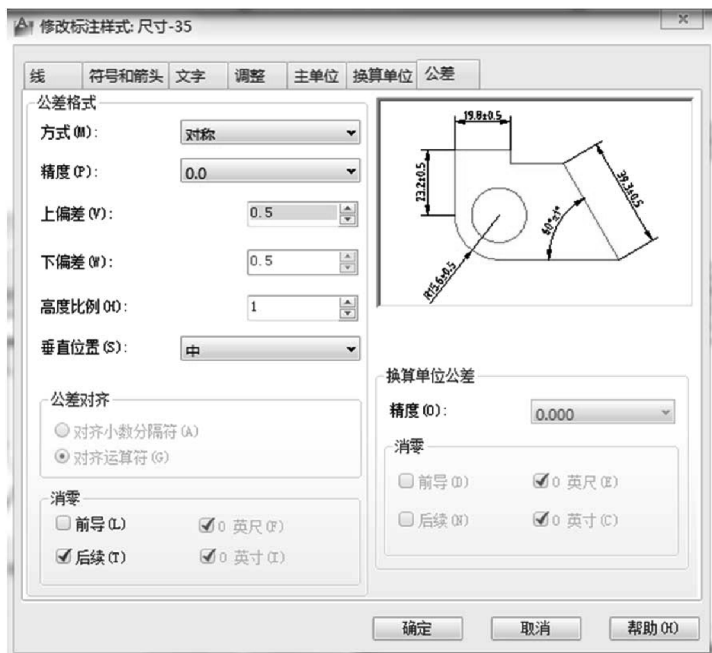 修改标注样式: 尺寸-35
线 符号和箭头 文字 调整 主单位 换算单位 公差
公差格式
方式(M): 对称
精度(P): 0.0
上偏差(V): 0.5
下偏差(W): 0.5
高度比例(H): 1
垂直位置(S): 中
公差对齐
对齐小数分隔符(A)
对齐运算符(G)
消零
前导(L) 0 英尺(F)
后续(T) 0 英寸(I)
19.8±0.5
23.2±0.5
39.3±0.5
60°±1°
R15.6±0.5
换算单位公差
精度(O): 0.000
消零
前导(D) 0 英尺(E)
后续(N) 0 英寸(C)
确定 取消 帮助(H)